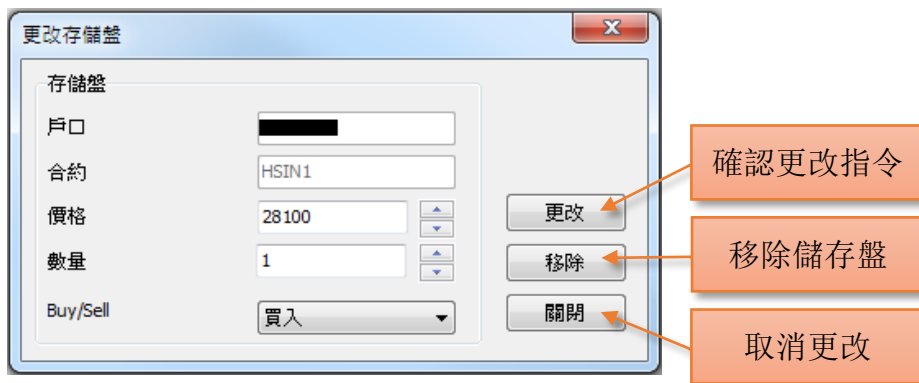 更改存儲盤
存儲盤
戶口
合約 HSIN1
價格 28100
數量 1
Buy/Sell 買入
更改
移除
關閉
確認更改指令
移除儲存盤
取消更改